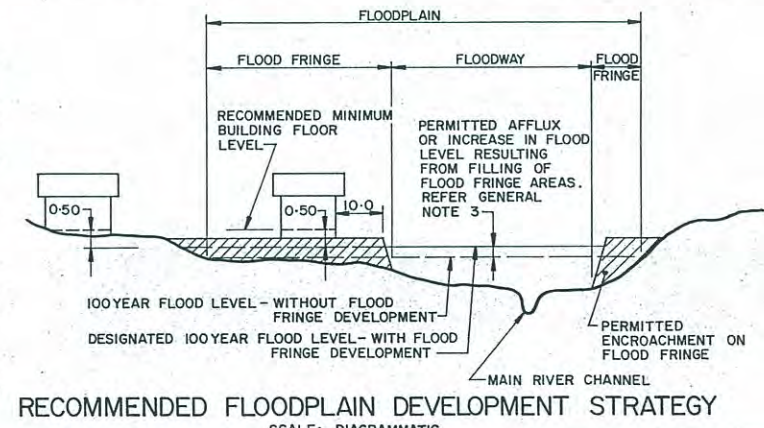 FLOODPLAIN
FLOOD FRINGE
FLOODWAY
FLOOD
FRINGE
RECOMMENDED MINIMUM
BUILDING FLOOR
LEVEL
PERMITTED AFFLUX
OR INCREASE IN FLOOD
LEVEL RESULTING
FROM FILLING OF
FLOOD FRINGE AREAS.
REFER GENERAL
NOTE 3
0·50
0·50
10·0
100 YEAR FLOOD LEVEL - WITHOUT FLOOD
FRINGE DEVELOPMENT
DESIGNATED 100 YEAR FLOOD LEVEL - WITH FLOOD
FRINGE DEVELOPMENT
PERMITTED
ENCROACHMENT ON
FLOOD FRINGE
MAIN RIVER CHANNEL
RECOMMENDED FLOODPLAIN DEVELOPMENT STRATEGY
SCALE: DIAGRAMMATIC